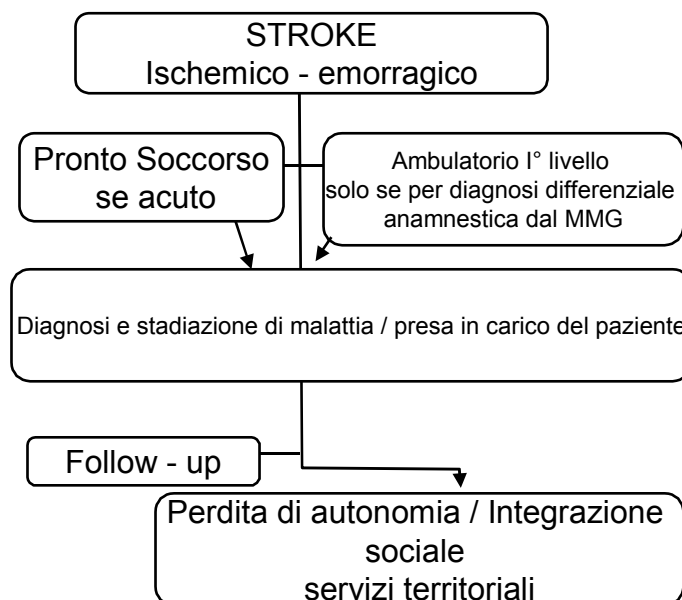 STROKE
Ischemico - emorragico
Pronto Soccorso
se acuto
Ambulatorio I° livello
solo se per diagnosi differenziale
anamnestica dal MMG
Diagnosi e stadiazione di malattia / presa in carico del paziente
Follow - up
Perdita di autonomia / Integrazione
sociale
servizi territoriali